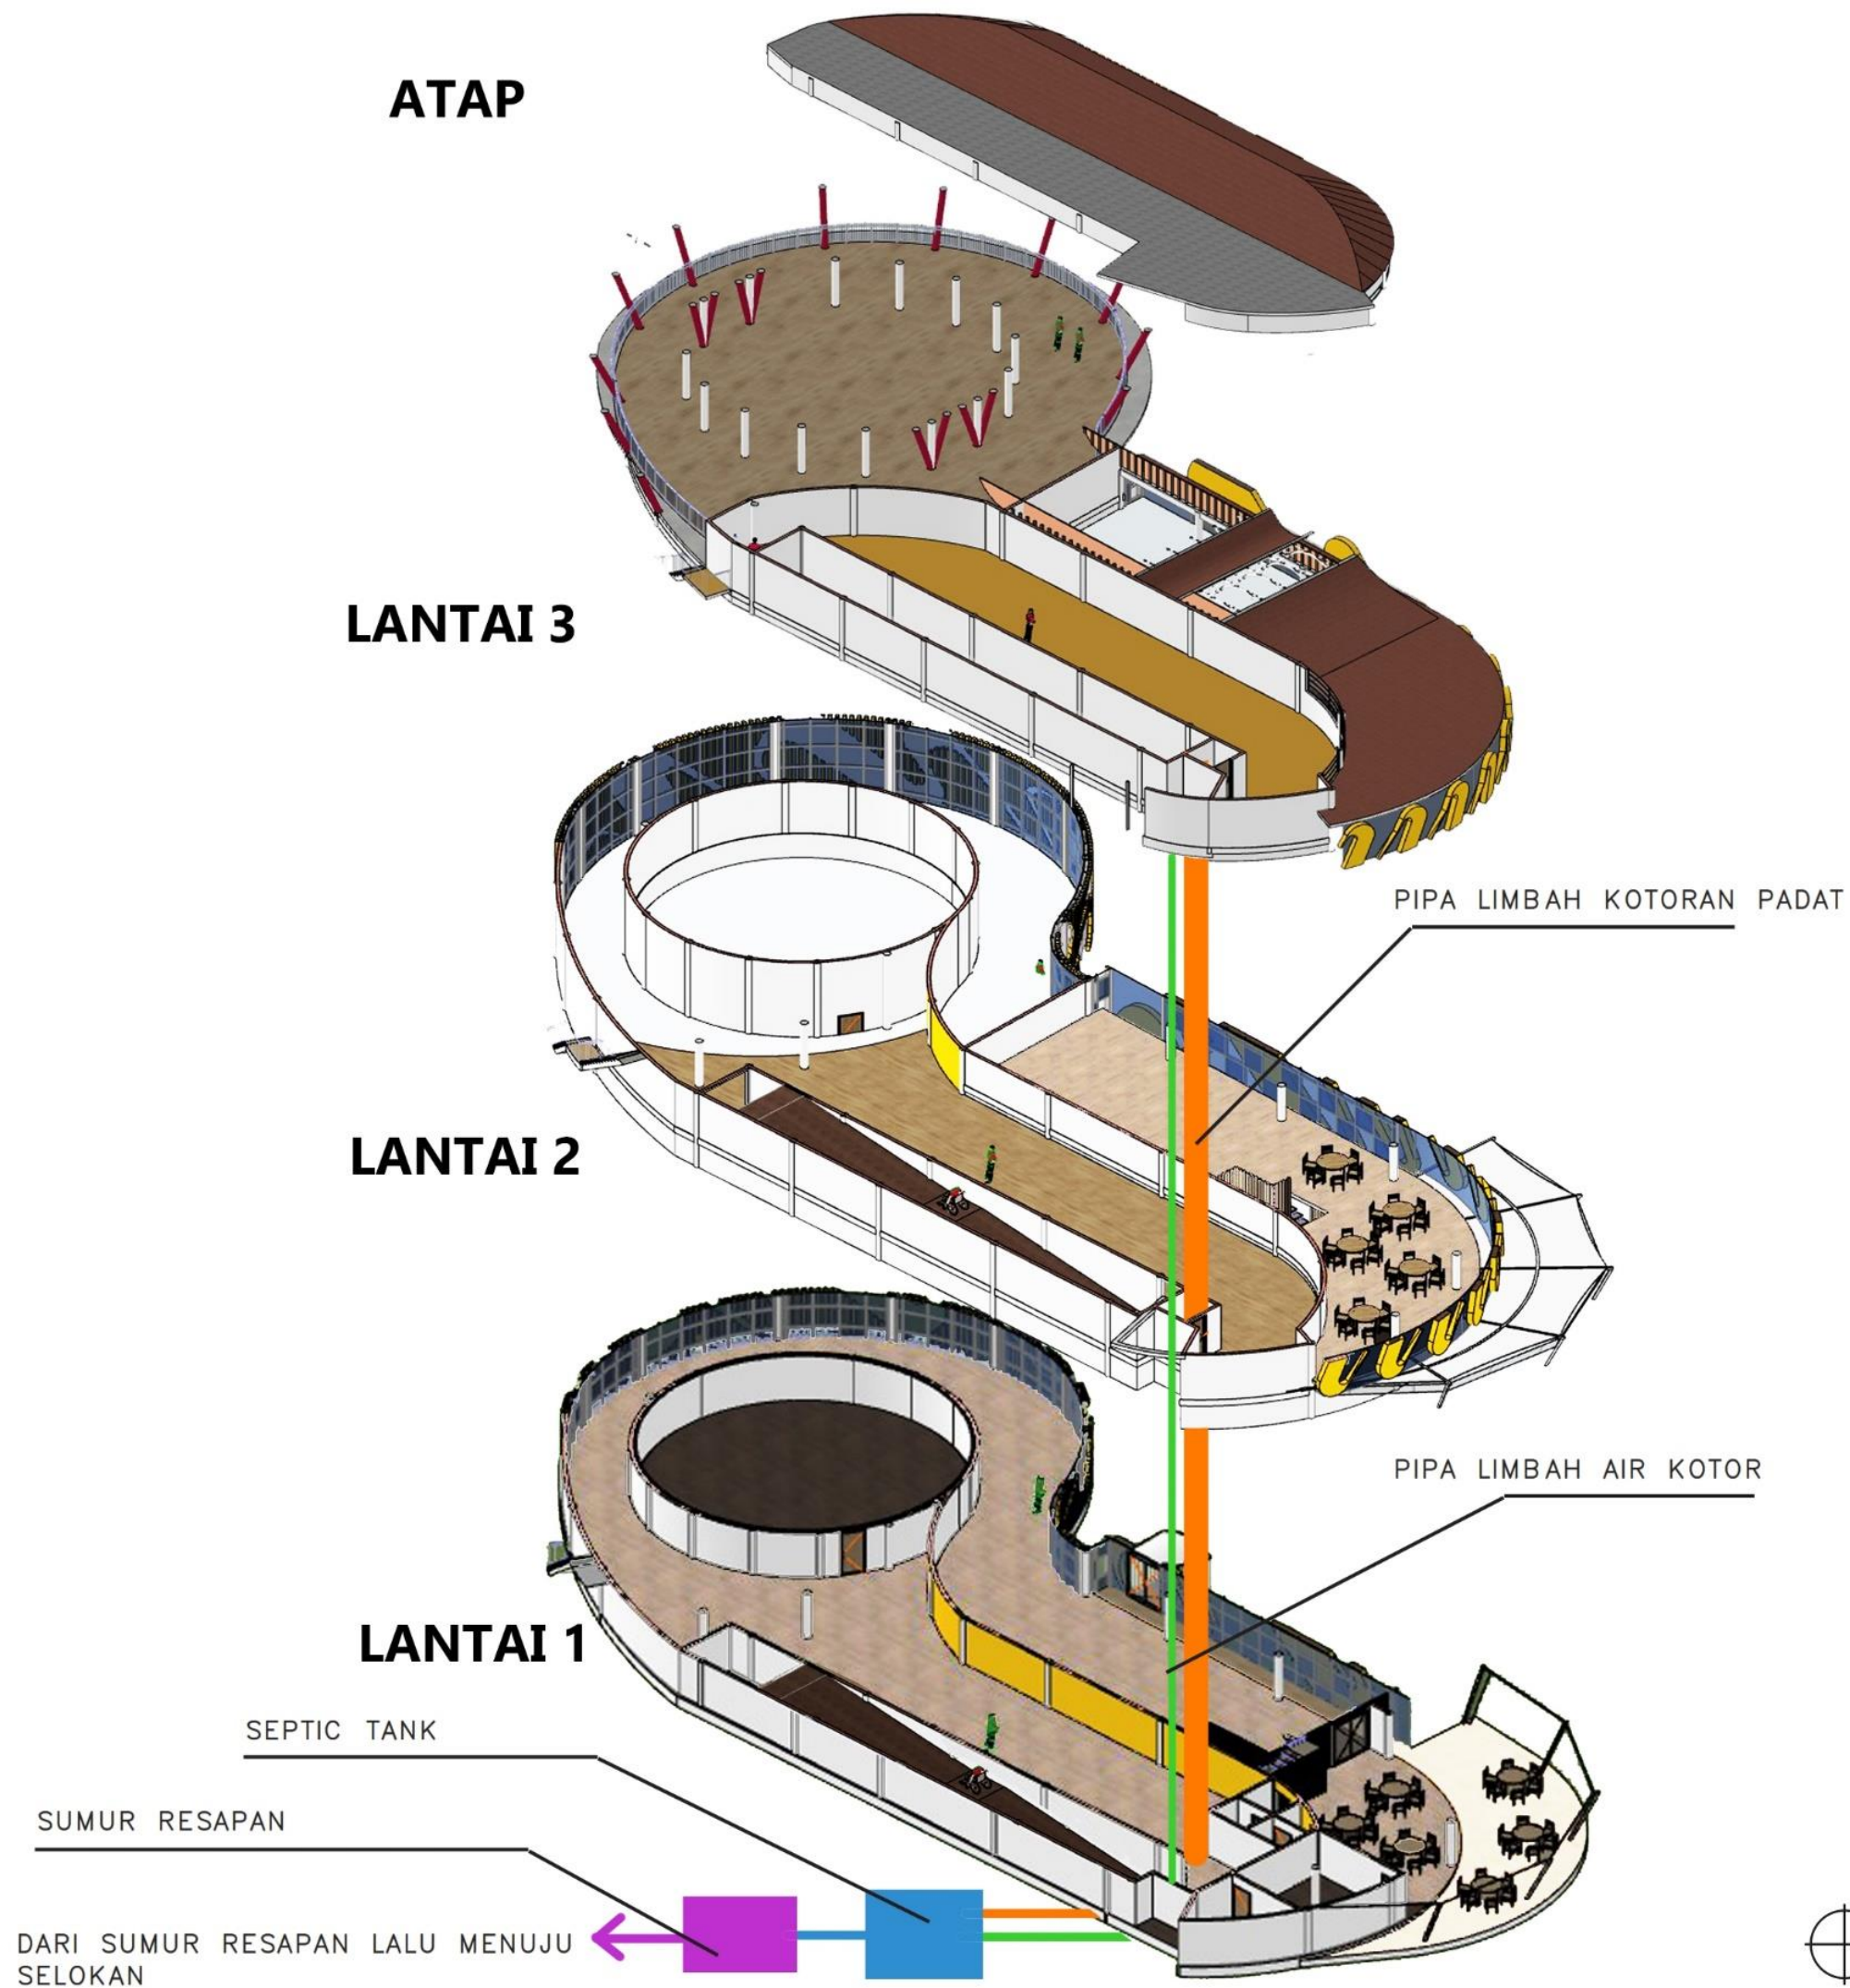 ATAP
LANTAI 3
PIPA LIMBAH KOTORAN PADAT
LANTAI 2
PIPA LIMBAH AIR KOTOR
LANTAI 1
SEPTIC TANK
SUMUR RESAPAN
DARI SUMUR RESAPAN LALU MENUJU
SELOKAN